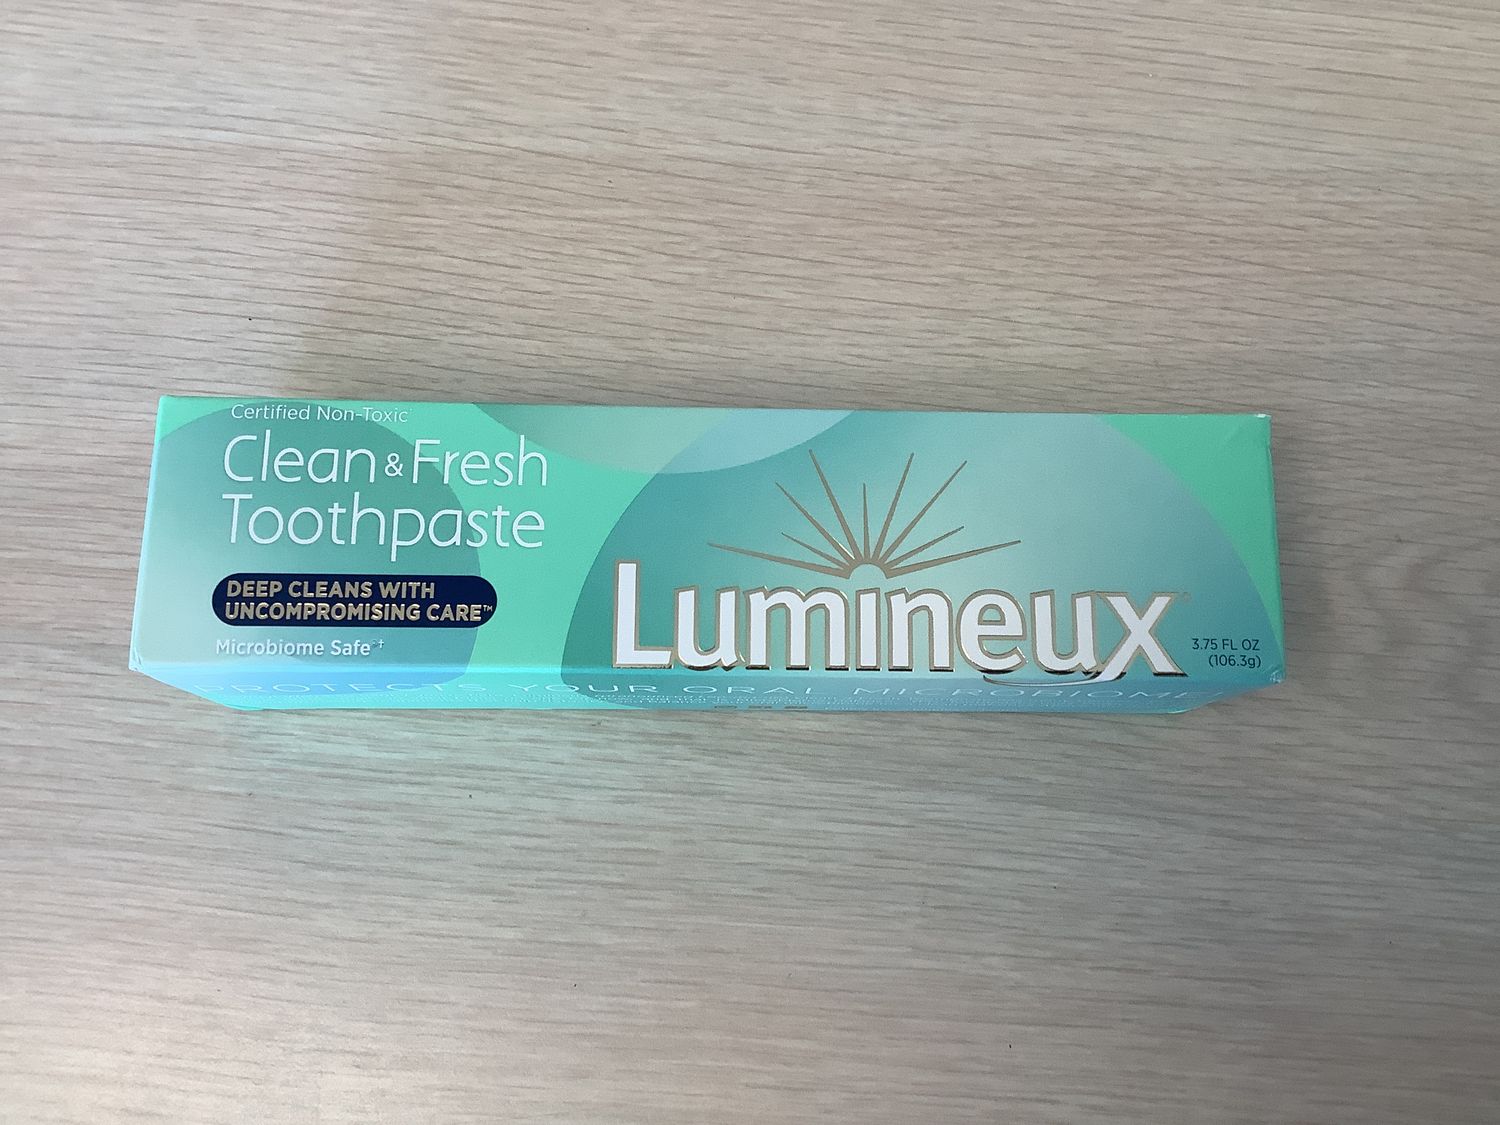 Certified Non-Toxic
Clean & Fresh
Toothpaste
DEEP CLEANS WITH
UNCOMPROMISING CARE™
Microbiome Safe
Lumineux
3.75 FL OZ
(106.3g)
PROTECTS YOUR ORAL MICROBIOME